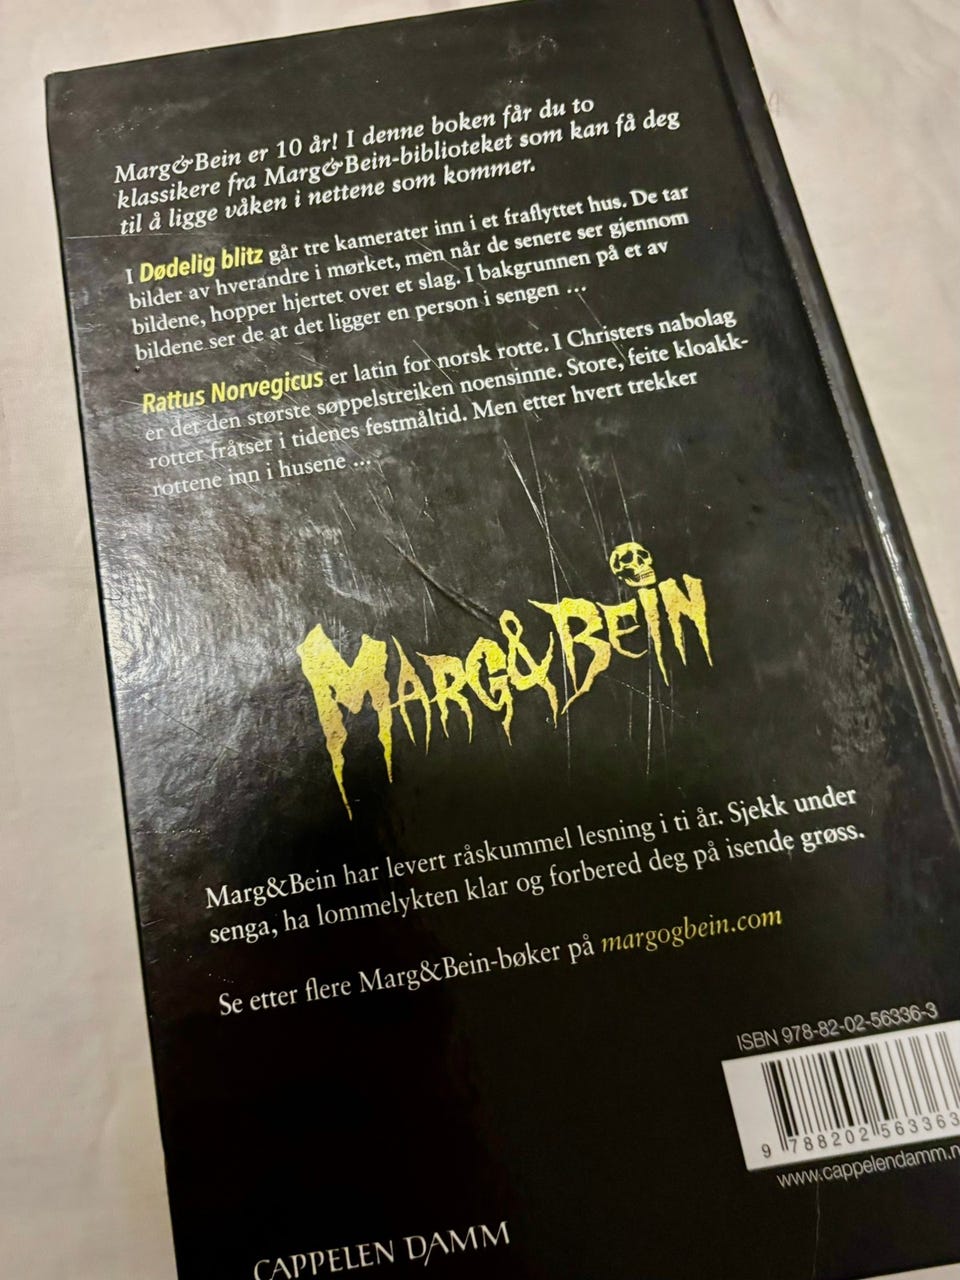 Marg&Bein er 10 år! I denne boken får du to
klassikere fra Marg&Bein-biblioteket som kan få deg
til å ligge våken i nettene som kommer.
I Dødelig blitz går tre kamerater inn i et fraflyttet hus. De tar
bilder av hverandre i mørket, men når de senere ser gjennom
bildene, hopper hjertet over et slag. I bakgrunnen på et av
bildene ser de at det ligger en person i sengen ...
Rattus Norvegicus er latin for norsk rotte. I Christers nabolag
er det den største søppelstreiken noensinne. Store, feite kloakk-
rotter fråtser i tidenes festmåltid. Men etter hvert trekker
rottene inn i husene ...
MARG&BEIN
Marg&Bein har levert råskummel lesning i ti år. Sjekk under
senga, ha lommelykten klar og forbered deg på isende grøss.
Se etter flere Marg&Bein-bøker på margogbein.com
ISBN 978-82-02-56336-3
9 788202 563363
www.cappelendamm.n
CAPPELEN DAMM